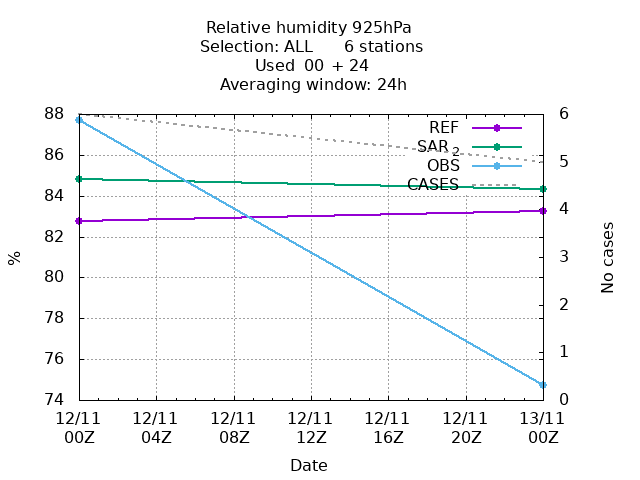 Relative humidity 925hPa
Selection: ALL 6 stations
Used 00 + 24
Averaging window: 24h
88
86
84
82
80
78
76
74
%
6
5
4
3
2
1
0
No cases
REF
SAR 2
OBS
CASES
12/11 12/11 12/11 12/11 12/11 12/11 13/11
00Z 04Z 08Z 12Z 16Z 20Z 00Z
Date